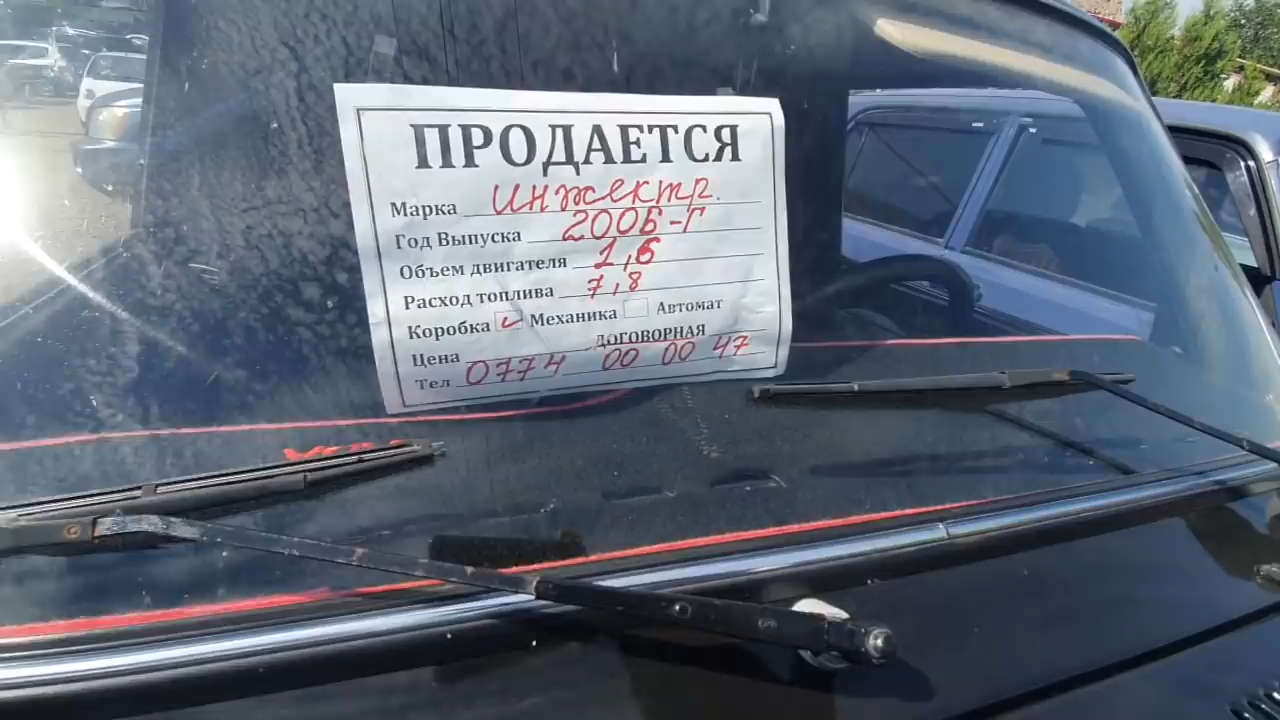 ПРОДАЕТСЯ
Марка инжектр.
Год Выпуска 2006-Г
Объем двигателя 1,6
Расход топлива 7,8
Коробка ✓ Механика Автомат
Цена ДОГОВОРНАЯ
Тел 0774 00 00 47